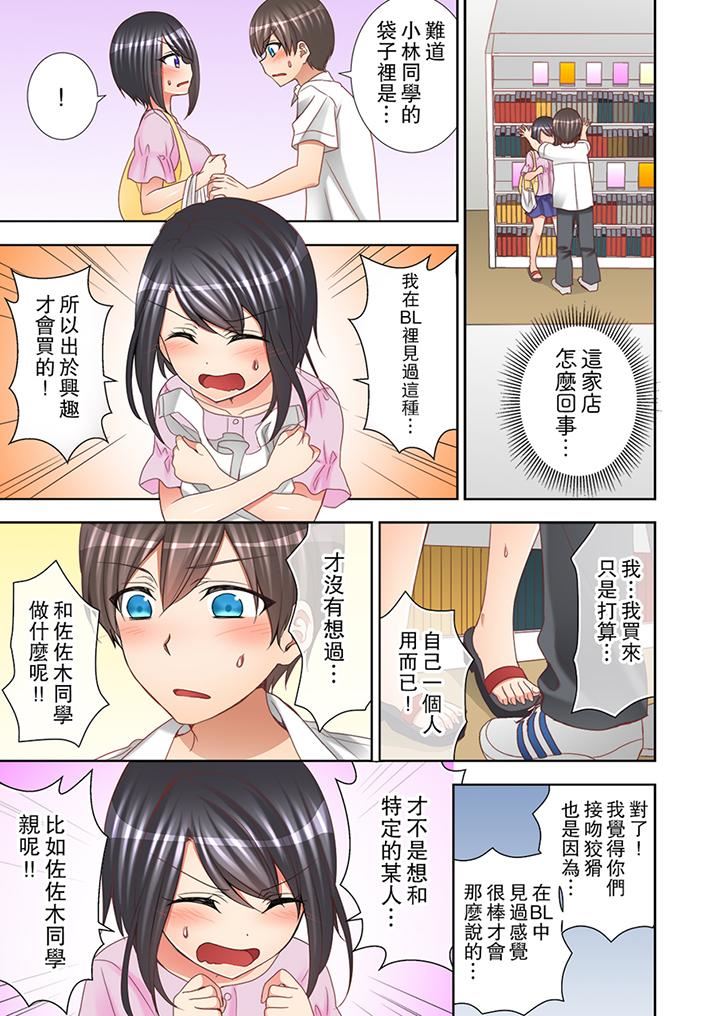 這家店
怎麼回事…
難道
小林同學的
袋子裡是…
！
我在BL裡見過這種…
所以出於興趣
才會買的！
我…我買來
只是打算…
自己一個人
用而已！
才沒有想過…
和佐佐木同學
做什麼呢!!
對了！
我覺得你們
接吻狡猾
也是因為…
在BL中
見過感覺
很棒才會
那麼說的…
才不是想和
特定的某人…
比如佐佐木同學
親呢!!